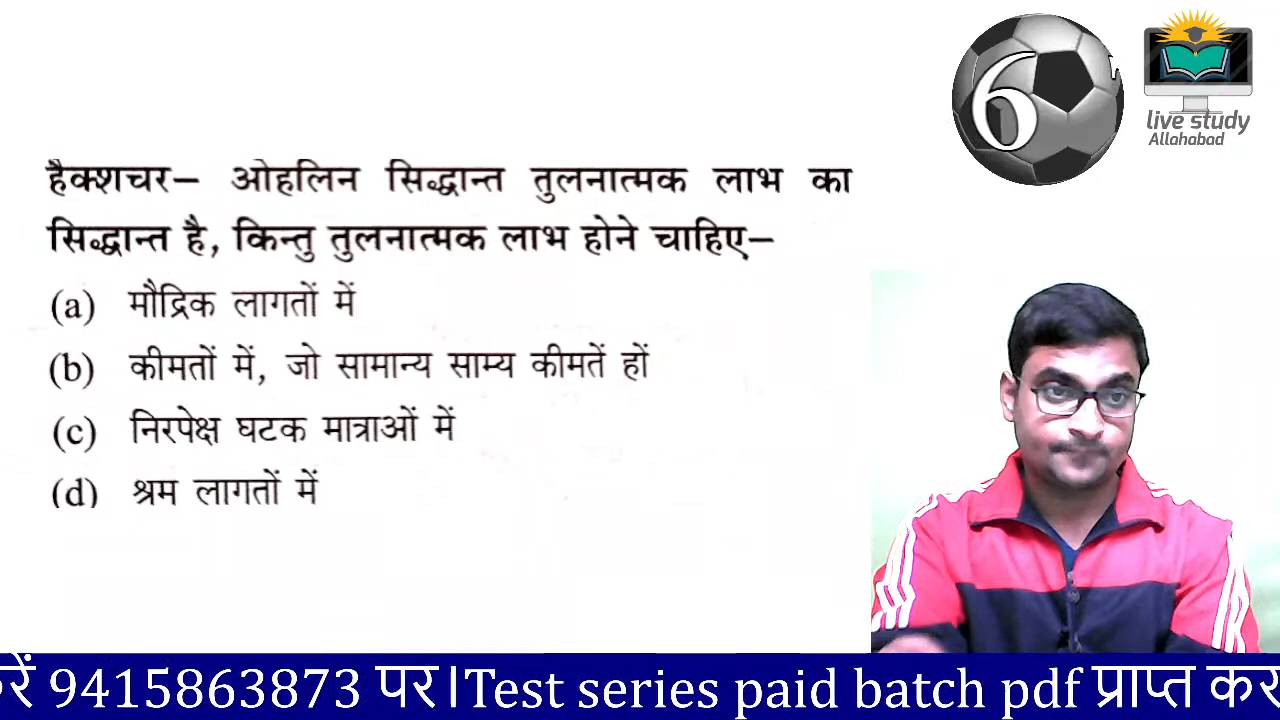 6
live study
Allahabad
हैक्शचर– ओहलिन सिद्धान्त तुलनात्मक लाभ का
सिद्धान्त है, किन्तु तुलनात्मक लाभ होने चाहिए–
(a) मौद्रिक लागतों में
(b) कीमतों में, जो सामान्य साम्य कीमतें हों
(c) निरपेक्ष घटक मात्राओं में
(d) श्रम लागतों में
रें 9415863873 पर।Test series paid batch pdf प्राप्त कर